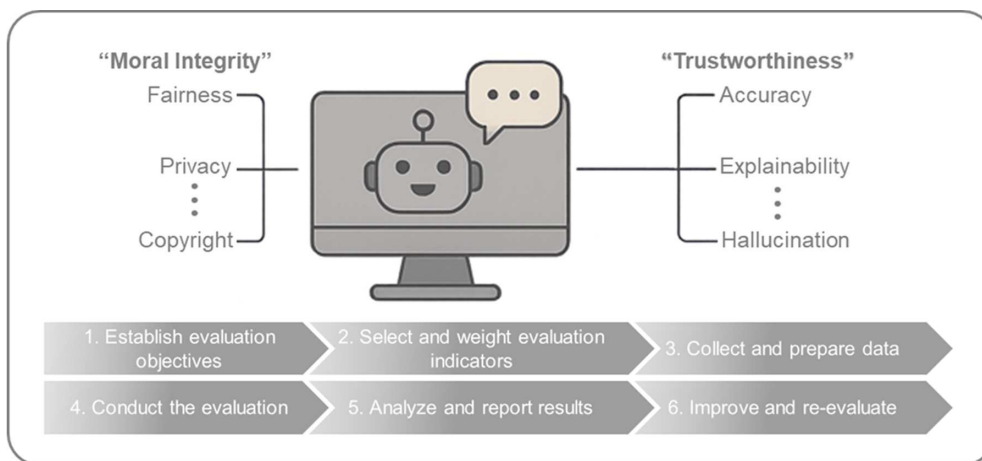 “Moral Integrity”
Fairness
Privacy
Copyright
“Trustworthiness”
Accuracy
Explainability
Hallucination
1. Establish evaluation
objectives
2. Select and weight evaluation
indicators
3. Collect and prepare data
4. Conduct the evaluation
5. Analyze and report results
6. Improve and re-evaluate